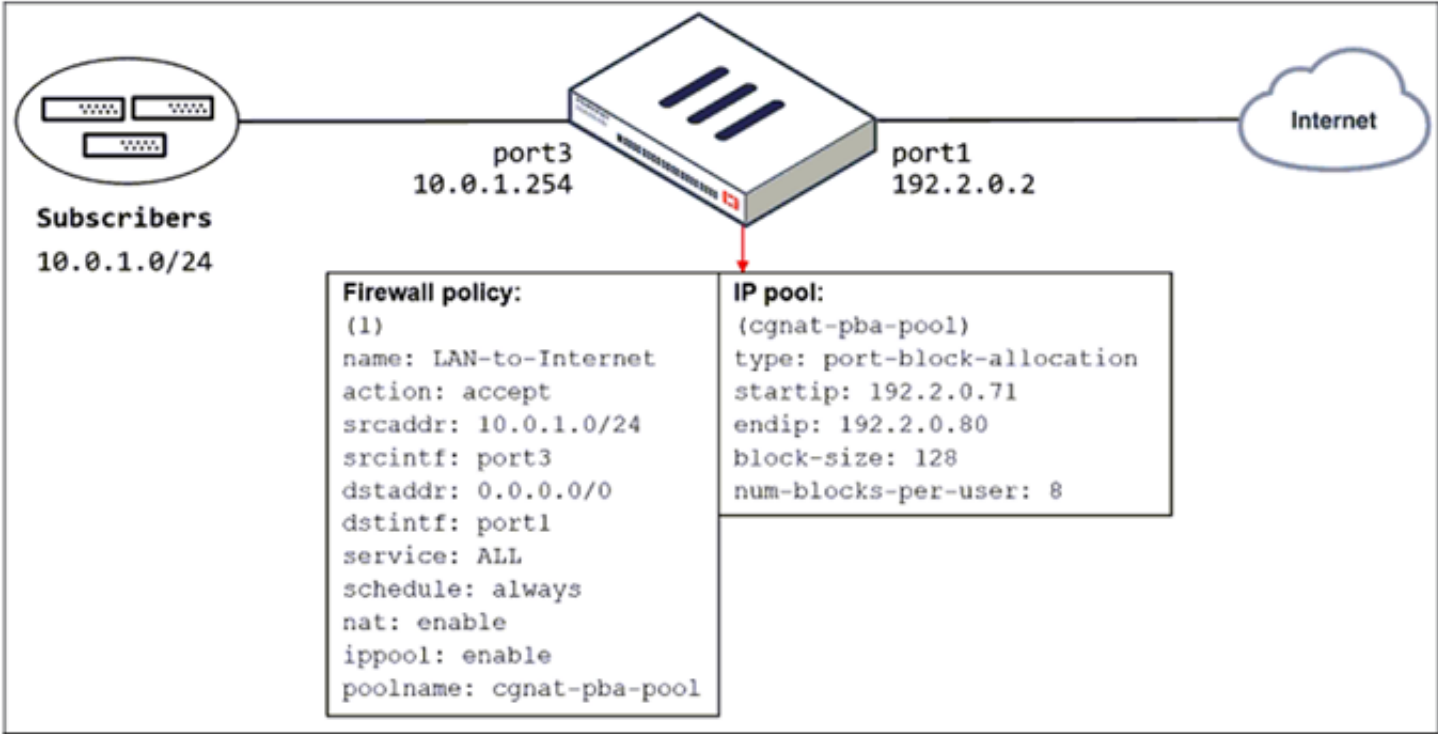 Internet
port3
10.0.1.254
port1
192.2.0.2
Subscribers
10.0.1.0/24
Firewall policy:
(1)
name: LAN-to-Internet
action: accept
srcaddr: 10.0.1.0/24
srcintf: port3
dstaddr: 0.0.0.0/0
dstintf: port1
service: ALL
schedule: always
nat: enable
ippool: enable
poolname: cgnat-pba-pool
IP pool:
(cgnat-pba-pool)
type: port-block-allocation
startip: 192.2.0.71
endip: 192.2.0.80
block-size: 128
num-blocks-per-user: 8